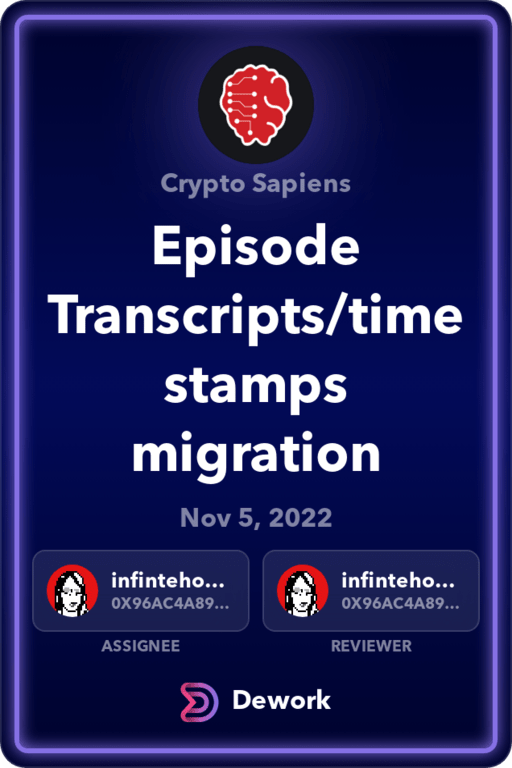 Crypto Sapiens
Episode
Transcripts/time
stamps
migration
Nov 5, 2022
infinteho...
0X96AC4A89...
ASSIGNEE
infinteho...
0X96AC4A89...
REVIEWER
Dework